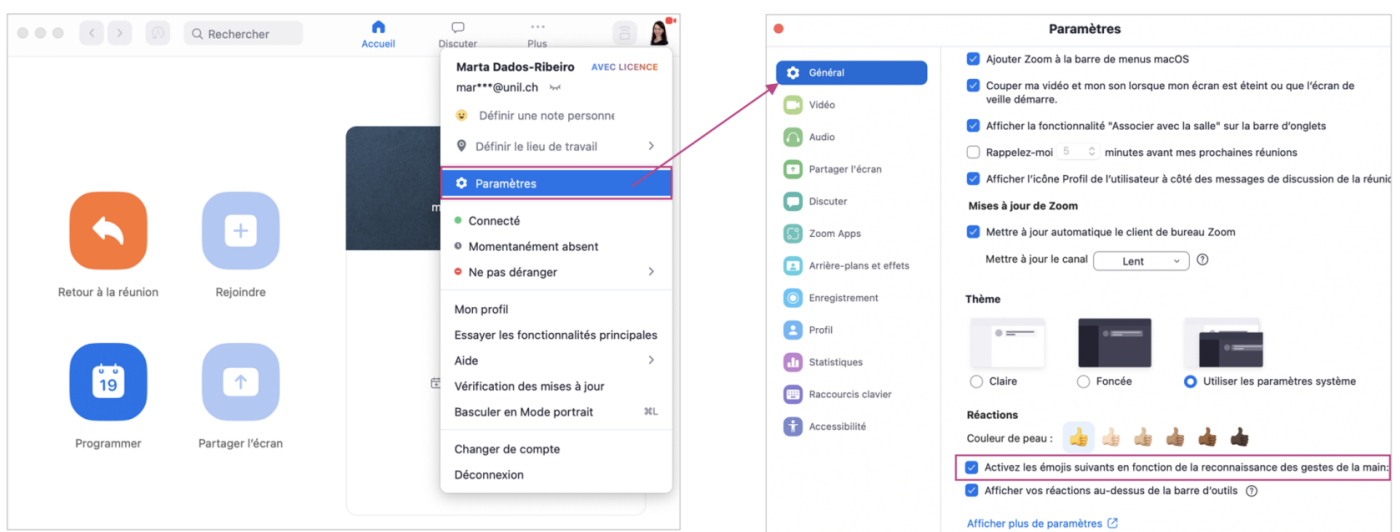 Rechercher
Accueil
Discuter
Plus
Marta Dados-Ribeiro AVEC LICENCE
mar***@unil.ch
Définir une note personne
Définir le lieu de travail
Paramètres
Connecté
Momentanément absent
Ne pas déranger
Mon profil
Essayer les fonctionnalités principales
Aide
Vérification des mises à jour
Basculer en Mode portrait ⌘L
Changer de compte
Déconnexion
m
Retour à la réunion
Rejoindre
19
Programmer
Partager l'écran
Paramètres
Général
Vidéo
Audio
Partager l'écran
Discuter
Zoom Apps
Arrière-plans et effets
Enregistrement
Profil
Statistiques
Raccourcis clavier
Accessibilité
Ajouter Zoom à la barre de menus macOS
Couper ma vidéo et mon son lorsque mon écran est éteint ou que l'écran de
veille démarre.
Afficher la fonctionnalité "Associer avec la salle" sur la barre d'onglets
Rappelez-moi 5 minutes avant mes prochaines réunions
Afficher l'icône Profil de l'utilisateur à côté des messages de discussion de la réunio
Mises à jour de Zoom
Mettre à jour automatique le client de bureau Zoom
Mettre à jour le canal Lent
Thème
Claire
Foncée
Utiliser les paramètres système
Réactions
Couleur de peau :
Activez les émojis suivants en fonction de la reconnaissance des gestes de la main:
Afficher vos réactions au-dessus de la barre d'outils
Afficher plus de paramètres